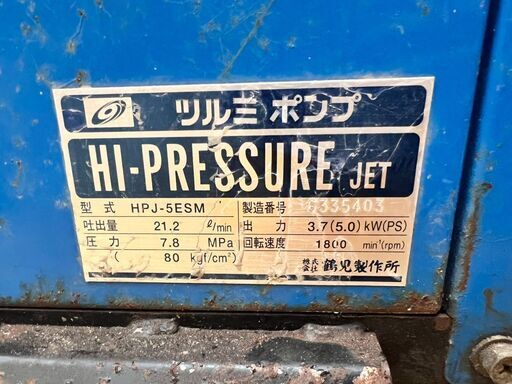 ツルミポンプ
HI-PRESSURE JET
型式 HPJ-5ESM 製造番号 6335403
吐出量 21.2 ℓ/min 出力 3.7(5.0) kW(PS)
圧力 7.8 MPa 回転速度 1800 min⁻¹(rpm)
( 80 kgf/cm²) 株式会社 鶴見製作所